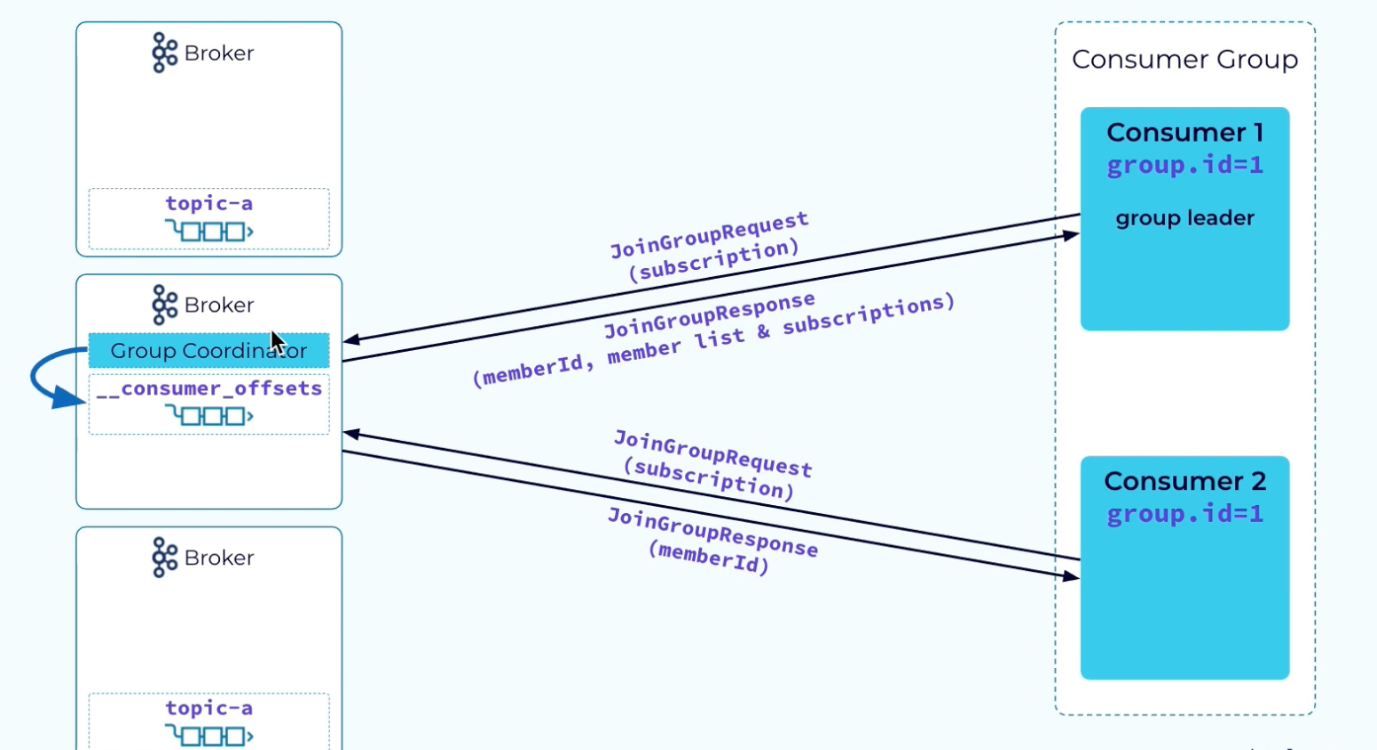 Broker
topic-a
Broker
Group Coordinator
__consumer_offsets
Broker
topic-a
JoinGroupRequest
(subscription)
JoinGroupResponse
(memberId, member list & subscriptions)
JoinGroupRequest
(subscription)
JoinGroupResponse
(memberId)
Consumer Group
Consumer 1
group.id=1
group leader
Consumer 2
group.id=1